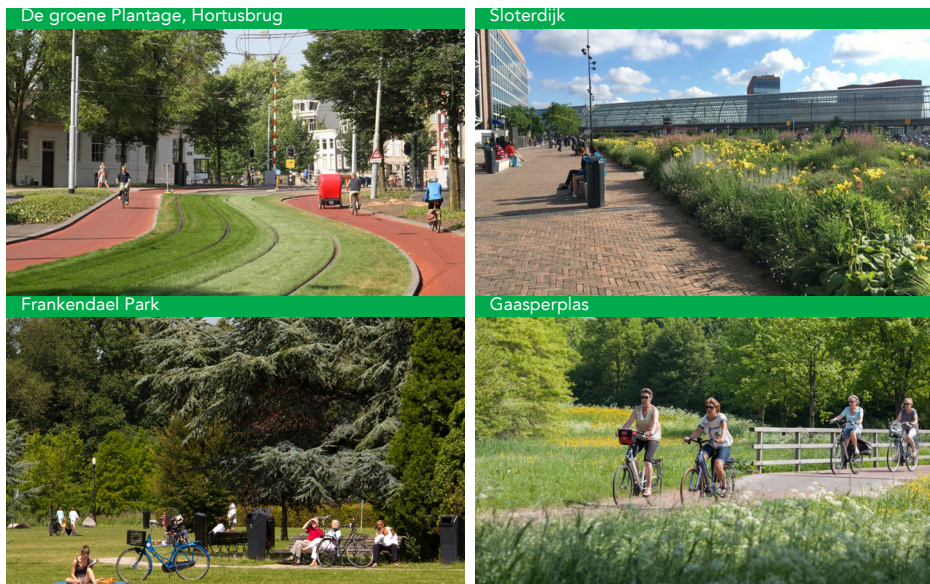 De groene Plantage, Hortusbrug
Sloterdijk
Frankendael Park
Gaasperplas